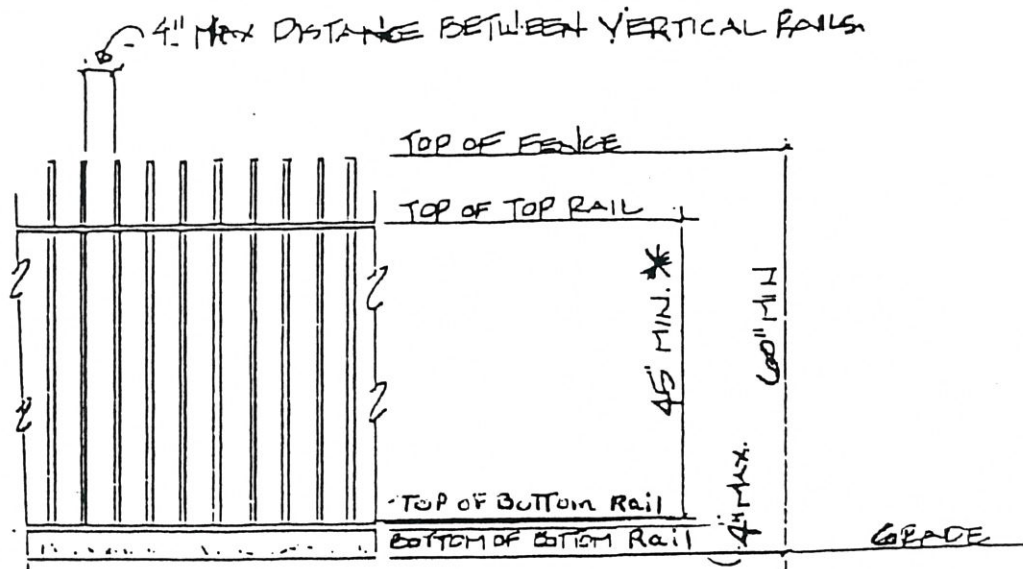 4" MAX DISTANCE BETWEEN VERTICAL RAILS.
TOP OF FENCE
TOP OF TOP RAIL
45" MIN. *
60" MIN
TOP OF BOTTOM Rail
4" MAX.
BOTTOM OF BOTTOM Rail
GRADE